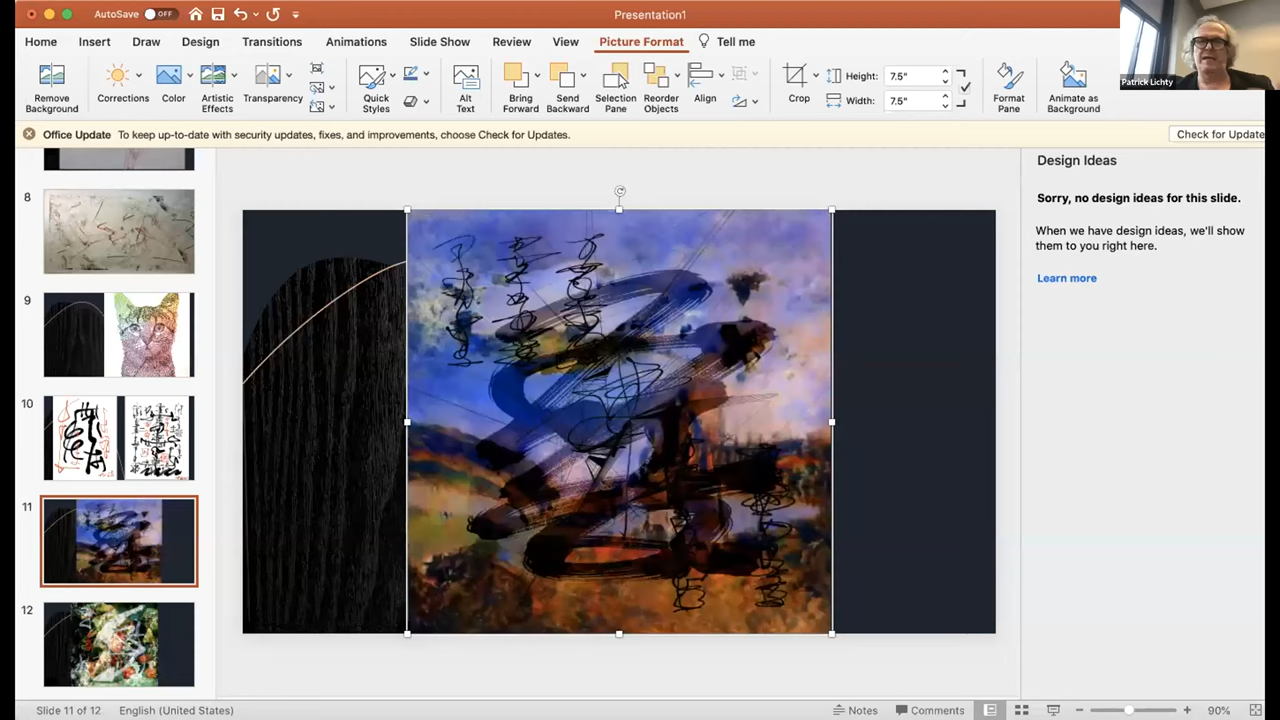 AutoSave OFF
Presentation1
Home Insert Draw Design Transitions Animations Slide Show Review View Picture Format Tell me
Remove Background
Corrections
Color
Artistic Effects
Transparency
Quick Styles
Alt Text
Bring Forward
Send Backward
Selection Pane
Reorder Objects
Align
Crop
Height: 7.5"
Width: 7.5"
Format Pane
Animate as Background
Patrick Lichty
Office Update To keep up-to-date with security updates, fixes, and improvements, choose Check for Updates.
Check for Update
8
9
10
11
12
Design Ideas
Sorry, no design ideas for this slide.
When we have design ideas, we'll show
them to you right here.
Learn more
Slide 11 of 12 English (United States)
Notes Comments 90%